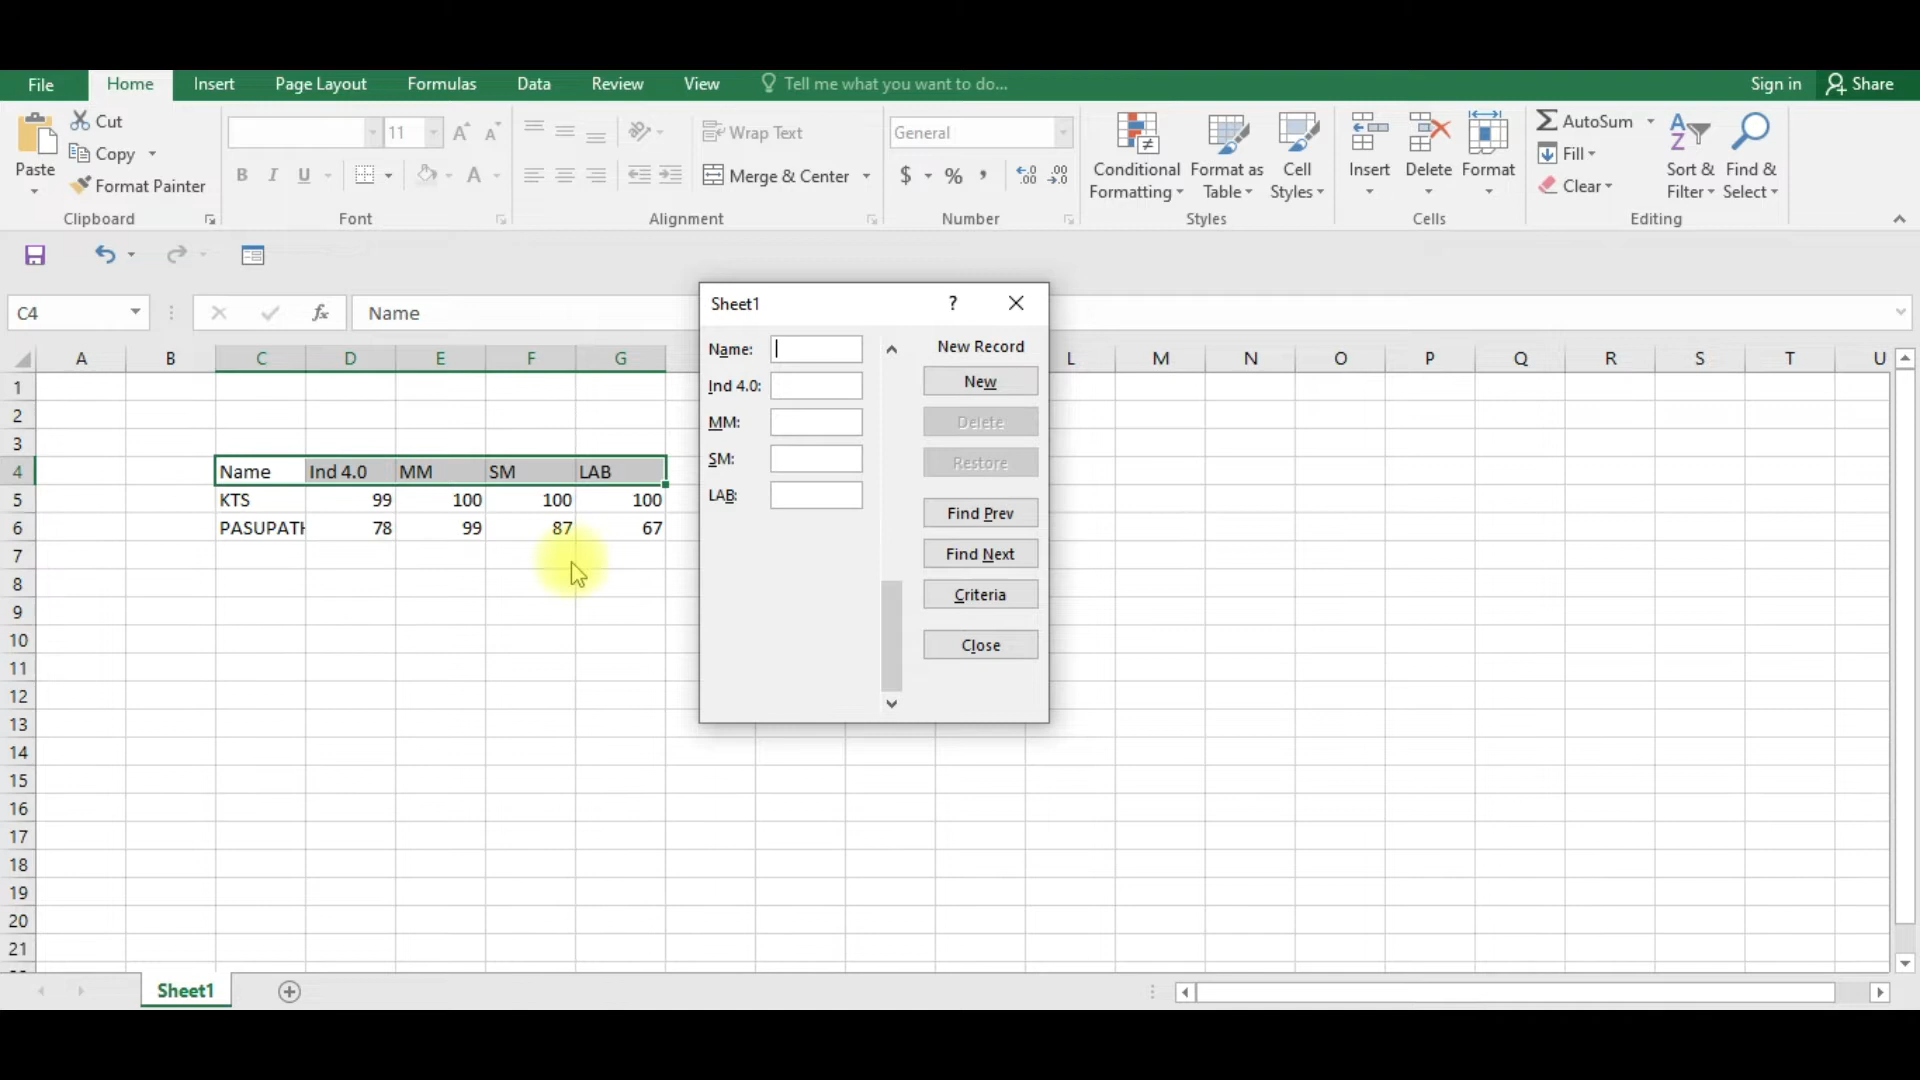 File Home Insert Page Layout Formulas Data Review View Tell me what you want to do... Sign in Share
Paste
Cut
Copy
Format Painter
Clipboard
11
B I U A
Font
Wrap Text
Merge & Center
Alignment
General
$ % ,
Number
Conditional Formatting
Format as Table
Cell Styles
Styles
Insert
Delete
Format
Cells
AutoSum
Fill
Clear
Sort & Filter
Find & Select
Editing
C4 fx Name
A B C D E F G L M N O P Q R S T U
1
2
3
4 Name Ind 4.0 MM SM LAB
5 KTS 99 100 100 100
6 PASUPATH 78 99 87 67
7
8
9
10
11
12
13
14
15
16
17
18
19
20
21
Sheet1 ?
Name:
Ind 4.0:
MM:
SM:
LAB:
New Record
New
Delete
Restore
Find Prev
Find Next
Criteria
Close
Sheet1